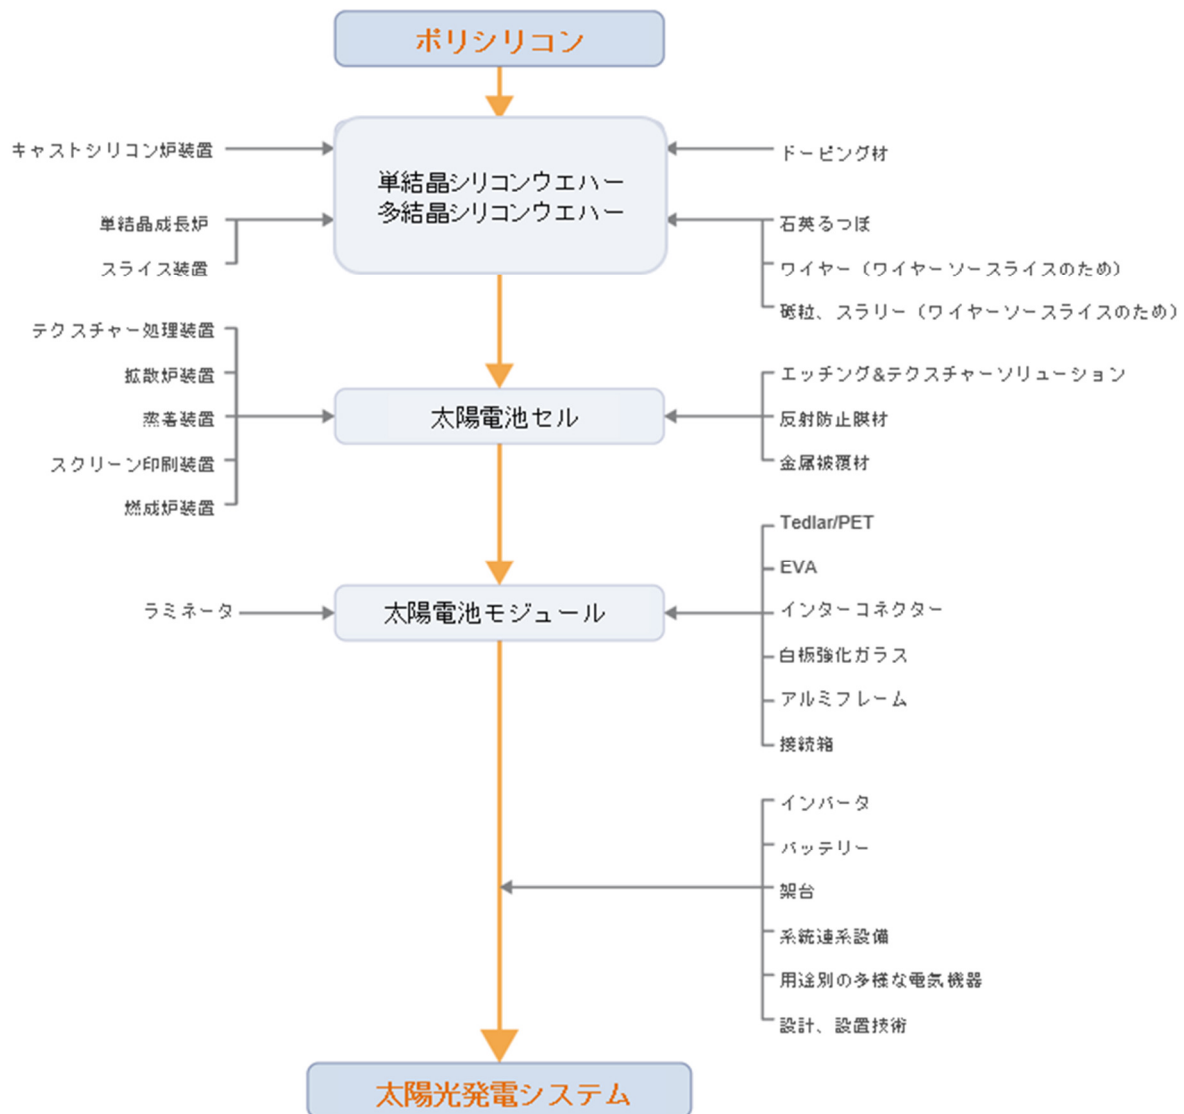 ポリシリコン
キャストシリコン炉装置
単結晶成長炉
スライス装置
単結晶シリコンウエハー
多結晶シリコンウエハー
ドーピング材
石英るつぼ
ワイヤー（ワイヤーソースライスのため）
砥粒、スラリー（ワイヤーソースライスのため）
テクスチャー処理装置
拡散炉装置
蒸着装置
スクリーン印刷装置
燃成炉装置
太陽電池セル
エッチング&テクスチャーソリューション
反射防止膜材
金属被覆材
ラミネータ
太陽電池モジュール
Tedlar/PET
EVA
インターコネクター
白板強化ガラス
アルミフレーム
接続箱
インバータ
バッテリー
架台
系統連系設備
用途別の多様な電気機器
設計、設置技術
太陽光発電システム